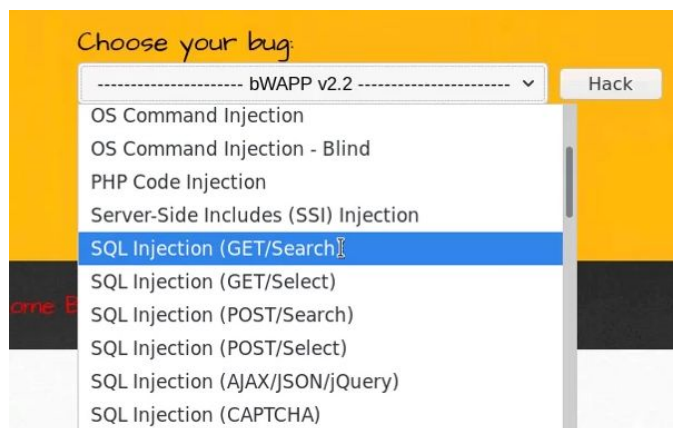 Choose your bug:
---------------------- bWAPP v2.2 ----------------------- Hack
OS Command Injection
OS Command Injection - Blind
PHP Code Injection
Server-Side Includes (SSI) Injection
SQL Injection (GET/Search)
SQL Injection (GET/Select)
SQL Injection (POST/Search)
SQL Injection (POST/Select)
SQL Injection (AJAX/JSON/jQuery)
SQL Injection (CAPTCHA)